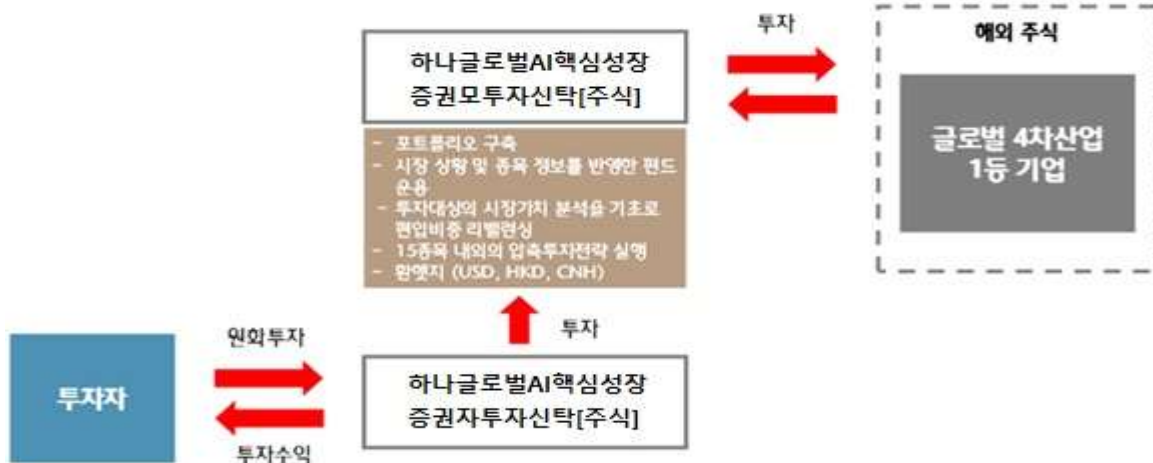 투자
해외 주식
하나글로벌AI핵심성장
증권모투자신탁[주식]
글로벌 4차산업
1등 기업
- 포트폴리오 구축
- 시장 상황 및 종목 정보를 반영한 펀드
운용
- 투자대상의 시장가치 분석을 기초로
편입비중 리밸런싱
- 15종목 내외의 압축투자전략 실행
- 환헷지 (USD, HKD, CNH)
원화투자
투자
투자자
하나글로벌AI핵심성장
증권자투자신탁[주식]
투자수익